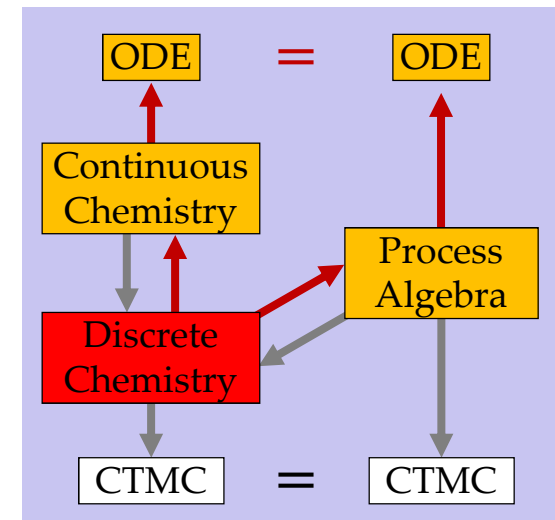 ODE = ODE
Continuous
Chemistry
Process
Algebra
Discrete
Chemistry
CTMC = CTMC